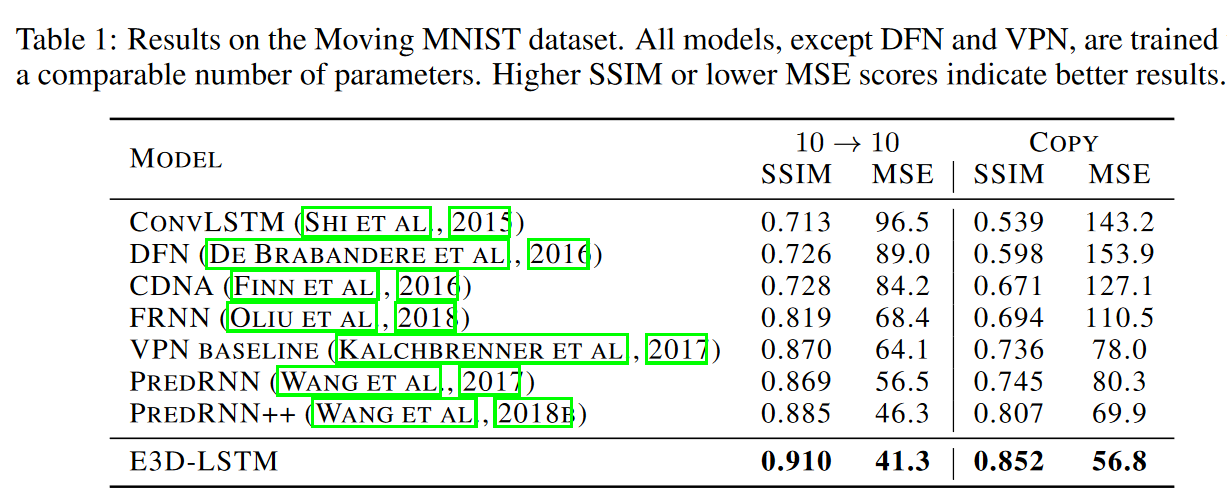 Table 1: Results on the Moving MNIST dataset. All models, except DFN and VPN, are trained
a comparable number of parameters. Higher SSIM or lower MSE scores indicate better results.
MODEL 10 → 10 COPY
SSIM MSE SSIM MSE
CONVLSTM (SHI ET AL., 2015) 0.713 96.5 0.539 143.2
DFN (DE BRABANDERE ET AL., 2016) 0.726 89.0 0.598 153.9
CDNA (FINN ET AL., 2016) 0.728 84.2 0.671 127.1
FRNN (OLIU ET AL., 2018) 0.819 68.4 0.694 110.5
VPN BASELINE (KALCHBRENNER ET AL., 2017) 0.870 64.1 0.736 78.0
PREDRNN (WANG ET AL., 2017) 0.869 56.5 0.745 80.3
PREDRNN++ (WANG ET AL., 2018B) 0.885 46.3 0.807 69.9
E3D-LSTM 0.910 41.3 0.852 56.8